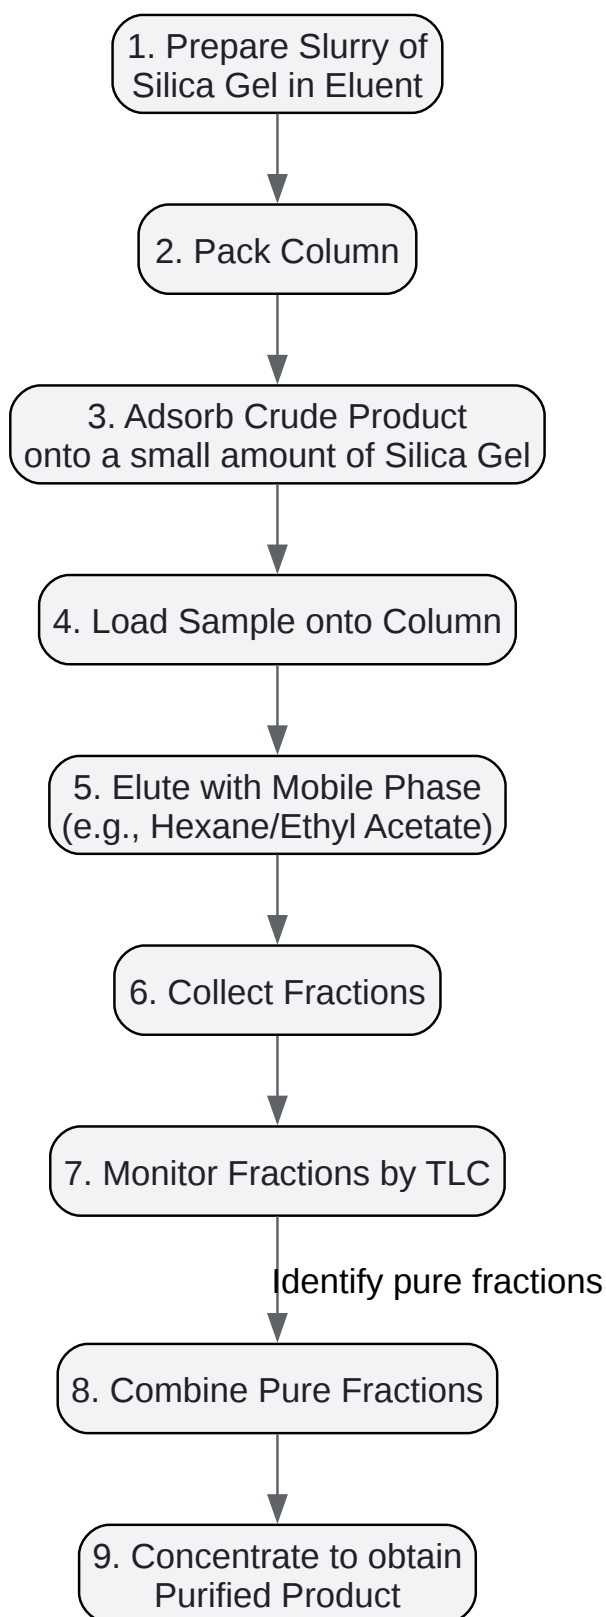 1. Prepare Slurry of
Silica Gel in Eluent
2. Pack Column
3. Adsorb Crude Product
onto a small amount of Silica Gel
4. Load Sample onto Column
5. Elute with Mobile Phase
(e.g., Hexane/Ethyl Acetate)
6. Collect Fractions
7. Monitor Fractions by TLC
Identify pure fractions
8. Combine Pure Fractions
9. Concentrate to obtain
Purified Product